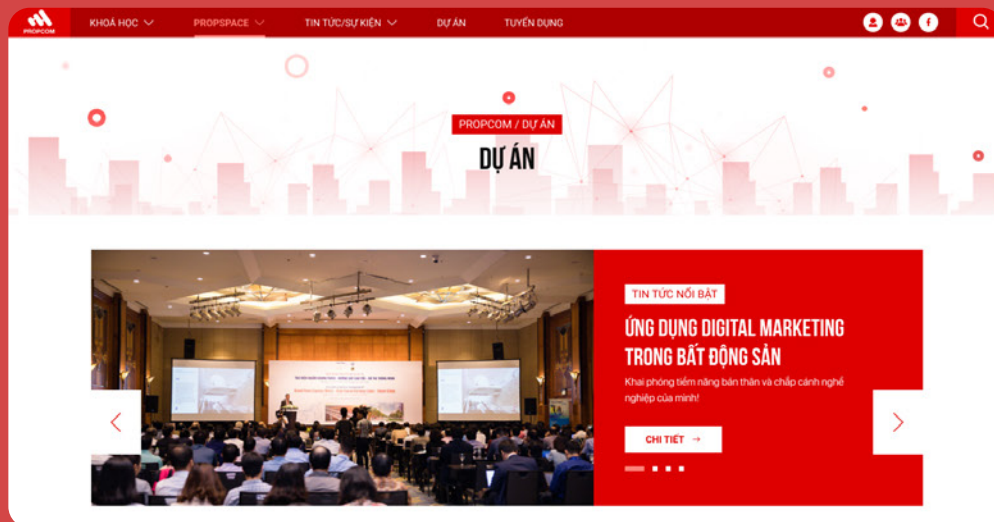 PROPCOM
KHOÁ HỌC
PROPSPACE
TIN TỨC/SỰ KIỆN
DỰ ÁN
TUYỂN DỤNG
PROPCOM / DỰ ÁN
DỰ ÁN
TIN TỨC NỔI BẬT
ỨNG DỤNG DIGITAL MARKETING
TRONG BẤT ĐỘNG SẢN
Khai phóng tiềm năng bản thân và chắp cánh nghề
nghiệp của mình!
CHI TIẾT →